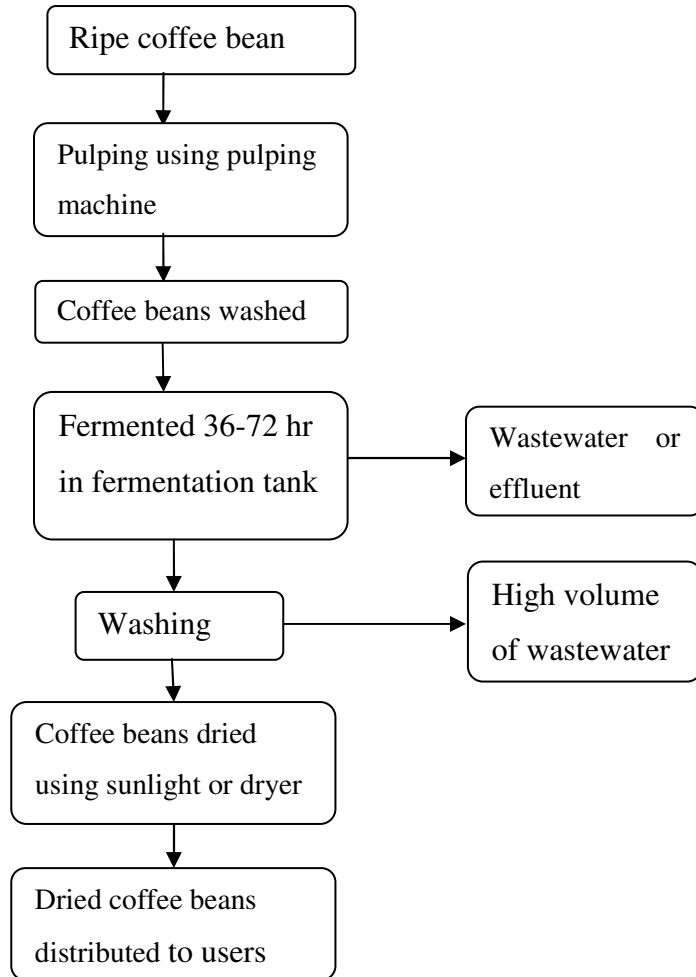 Ripe coffee bean
Pulping using pulping
machine
Coffee beans washed
Fermented 36-72 hr
in fermentation tank
Wastewater or
effluent
Washing
High volume
of wastewater
Coffee beans dried
using sunlight or dryer
Dried coffee beans
distributed to users